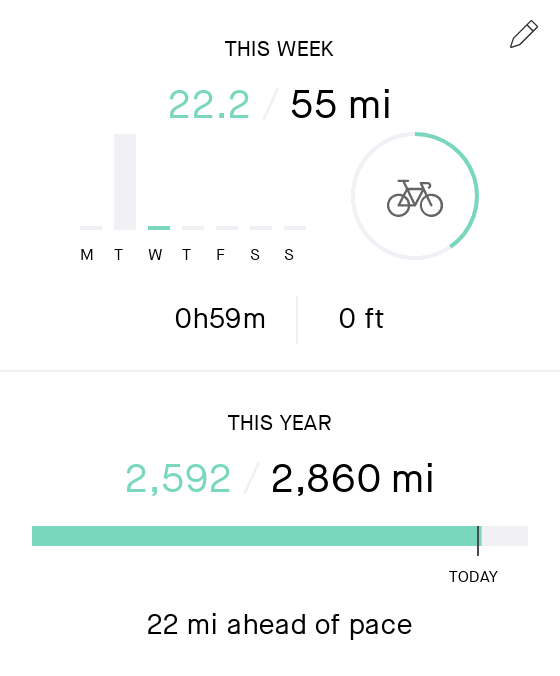 THIS WEEK
22.2 / 55 mi
M T W T F S S
0h59m 0 ft
THIS YEAR
2,592 / 2,860 mi
TODAY
22 mi ahead of pace